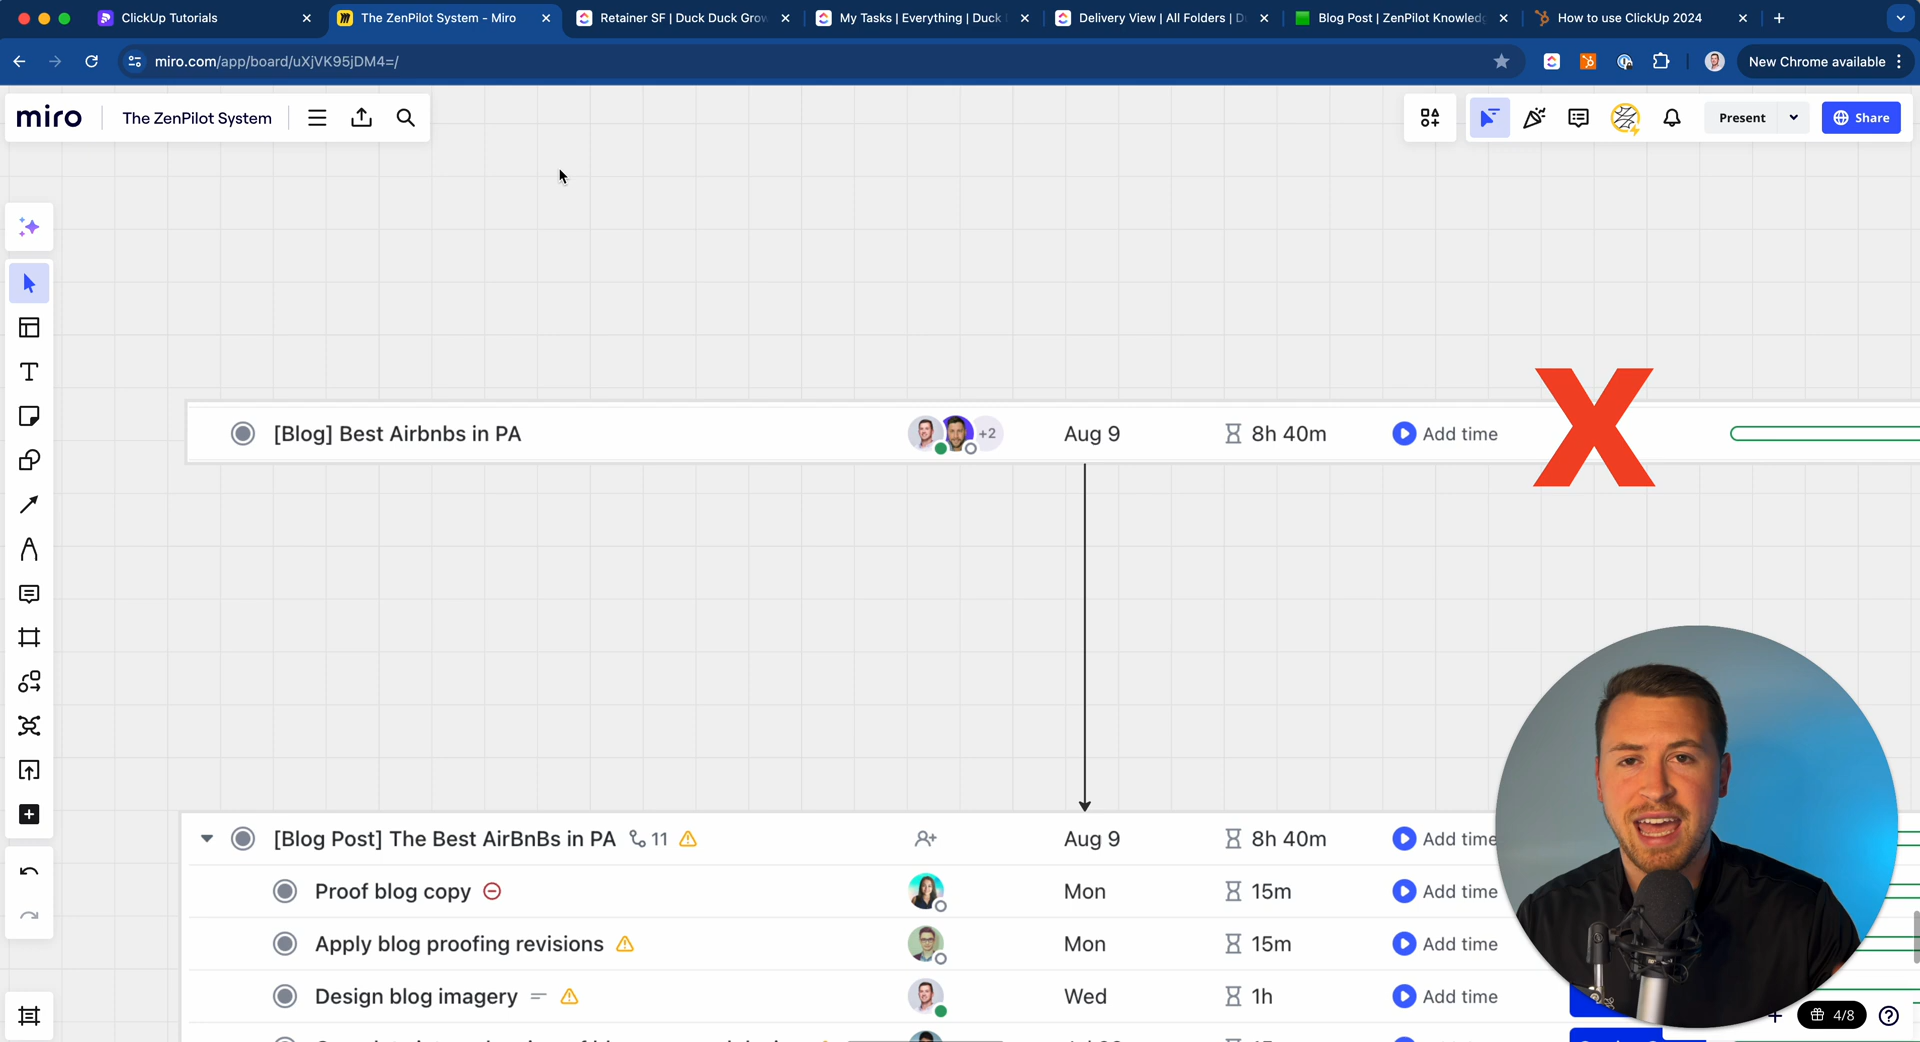 ClickUp Tutorials
The ZenPilot System - Miro
Retainer SF | Duck Duck Grow
My Tasks | Everything | Duck
Delivery View | All Folders | D
Blog Post | ZenPilot Knowledg
How to use ClickUp 2024
miro.com/app/board/uXjVK95jDM4=/
New Chrome available
miro
The ZenPilot System
Present
Share
[Blog] Best Airbnbs in PA +2 Aug 9 8h 40m Add time
X
[Blog Post] The Best AirBnBs in PA 11 Aug 9 8h 40m Add time
Proof blog copy Mon 15m Add time
Apply blog proofing revisions Mon 15m Add time
Design blog imagery Wed 1h Add time
4/8